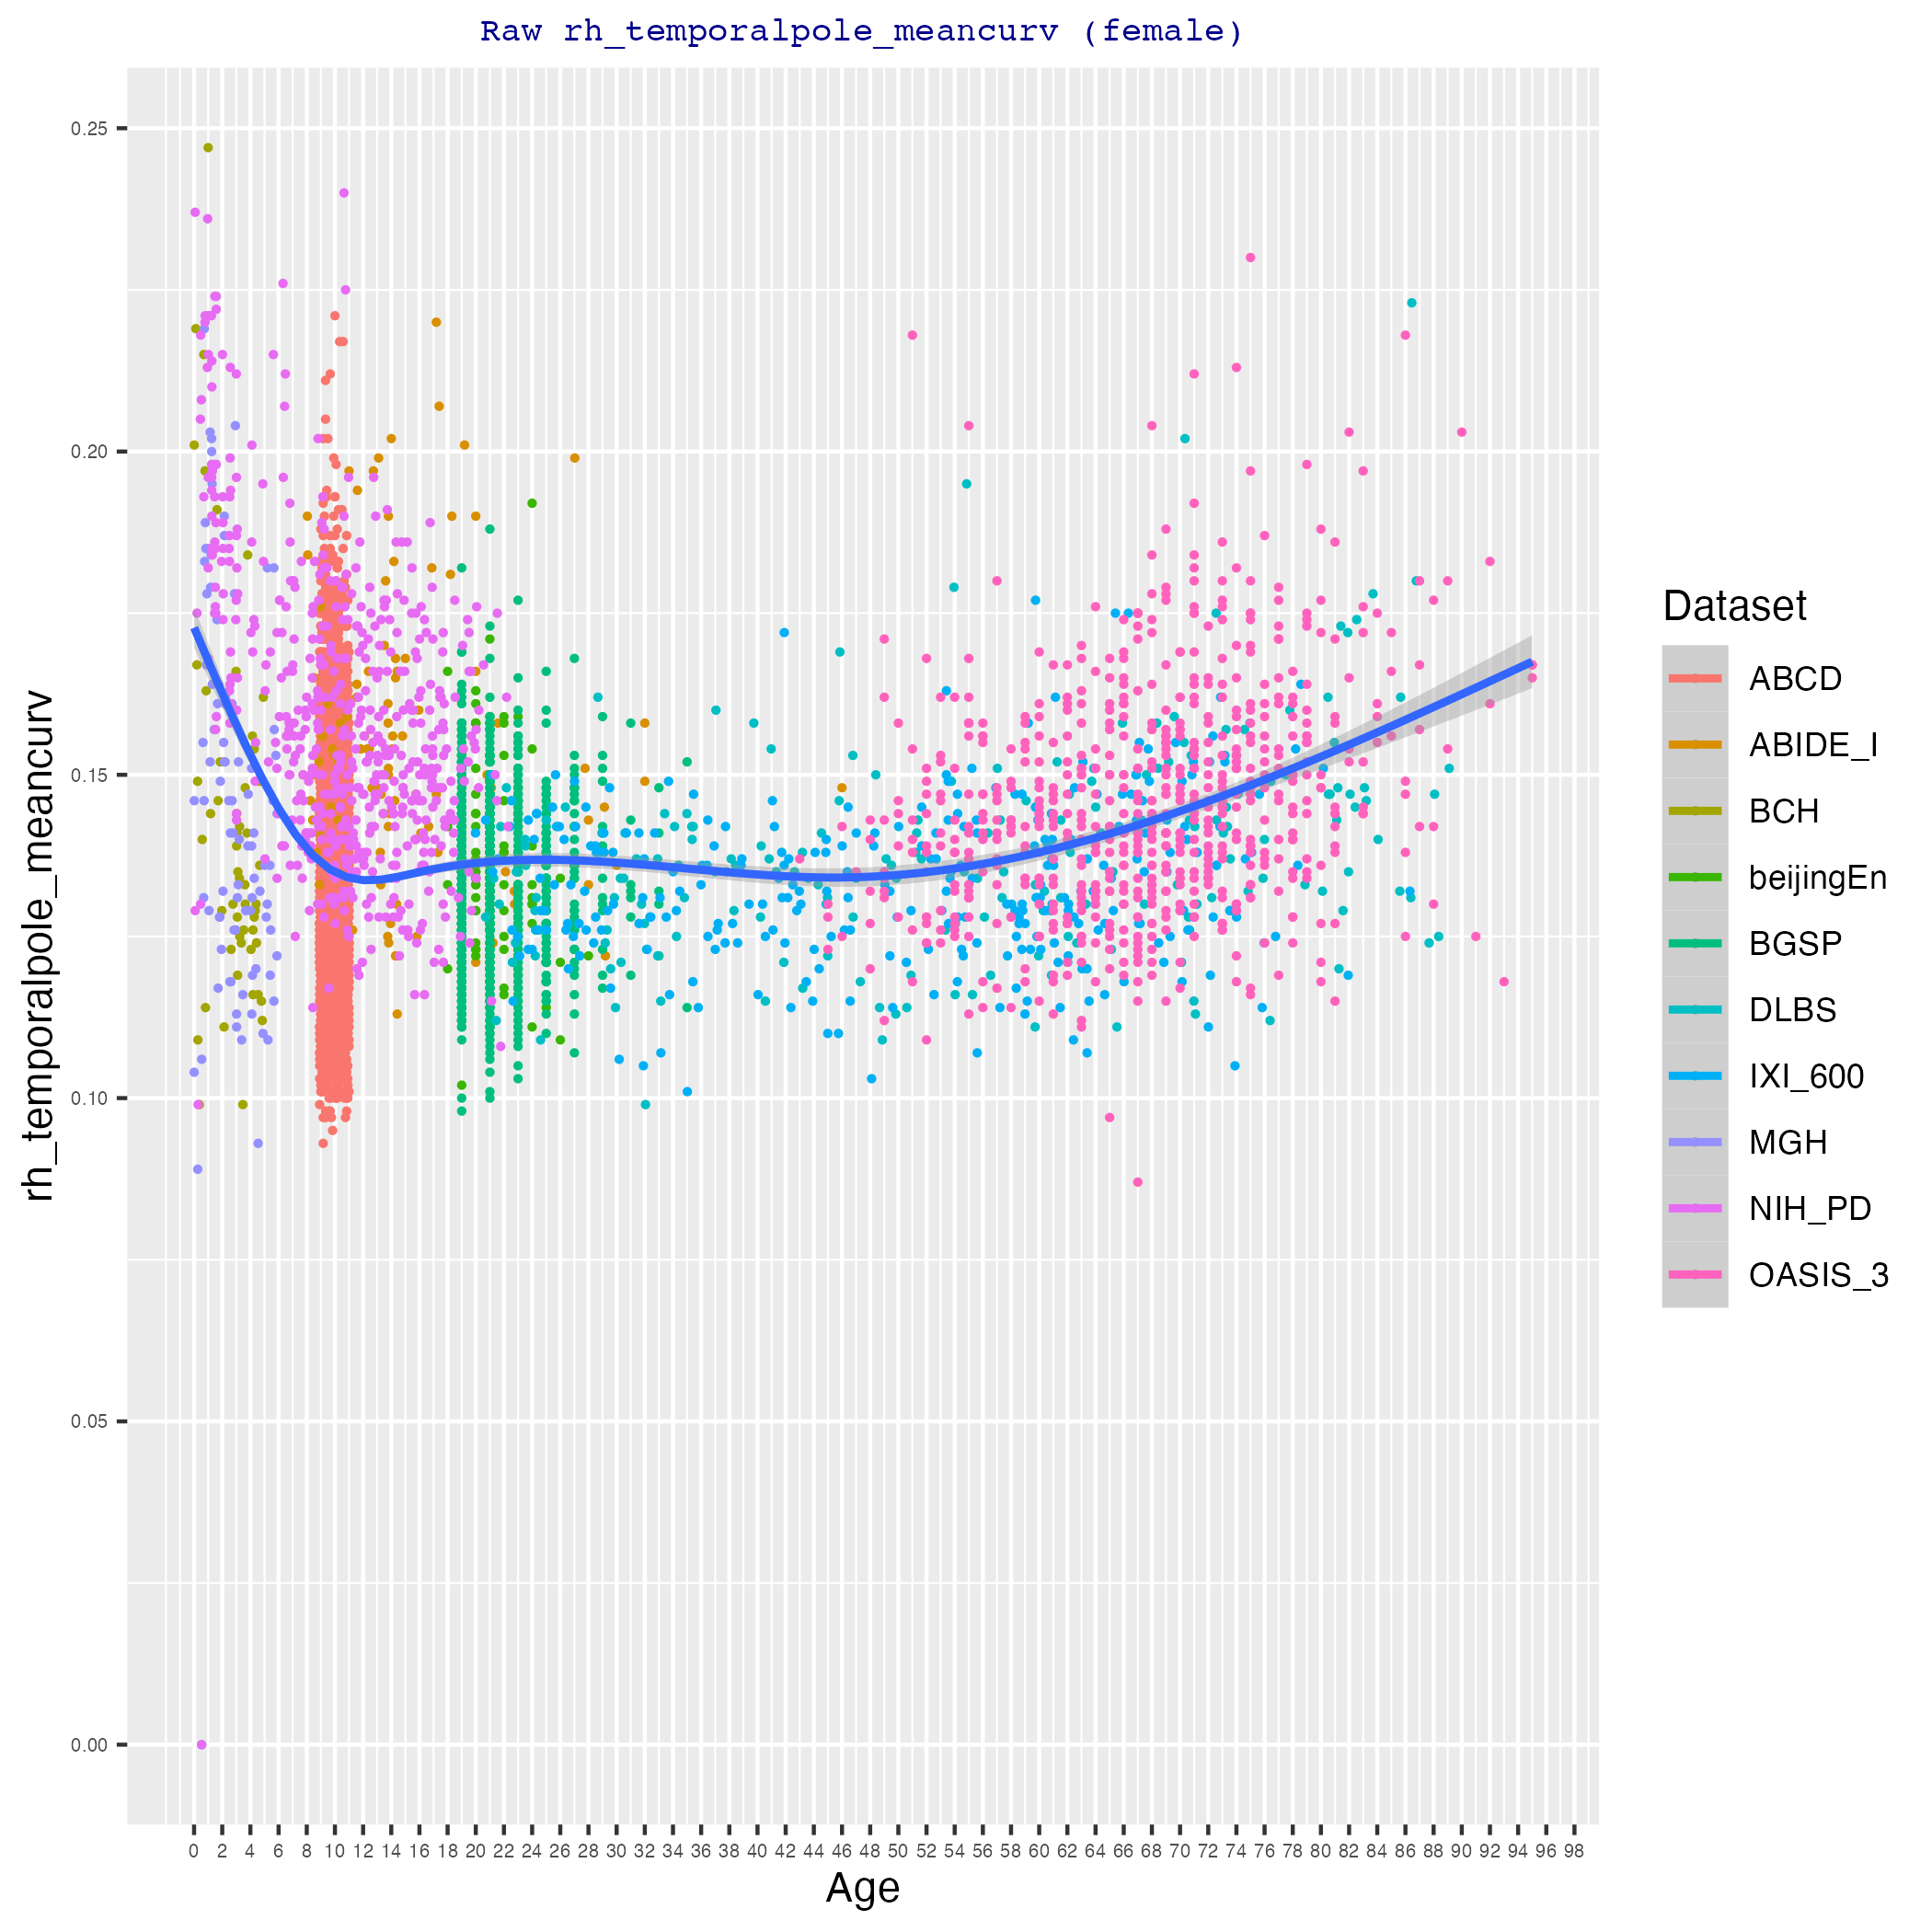 Raw rh_temporalpole_meancurv (female)
rh_temporalpole_meancurv
0.25
0.20
0.15
0.10
0.05
0.00
0 2 4 6 8 10 12 14 16 18 20 22 24 26 28 30 32 34 36 38 40 42 44 46 48 50 52 54 56 58 60 62 64 66 68 70 72 74 76 78 80 82 84 86 88 90 92 94 96 98
Age
Dataset
ABCD
ABIDE_I
BCH
beijingEn
BGSP
DLBS
IXI_600
MGH
NIH_PD
OASIS_3